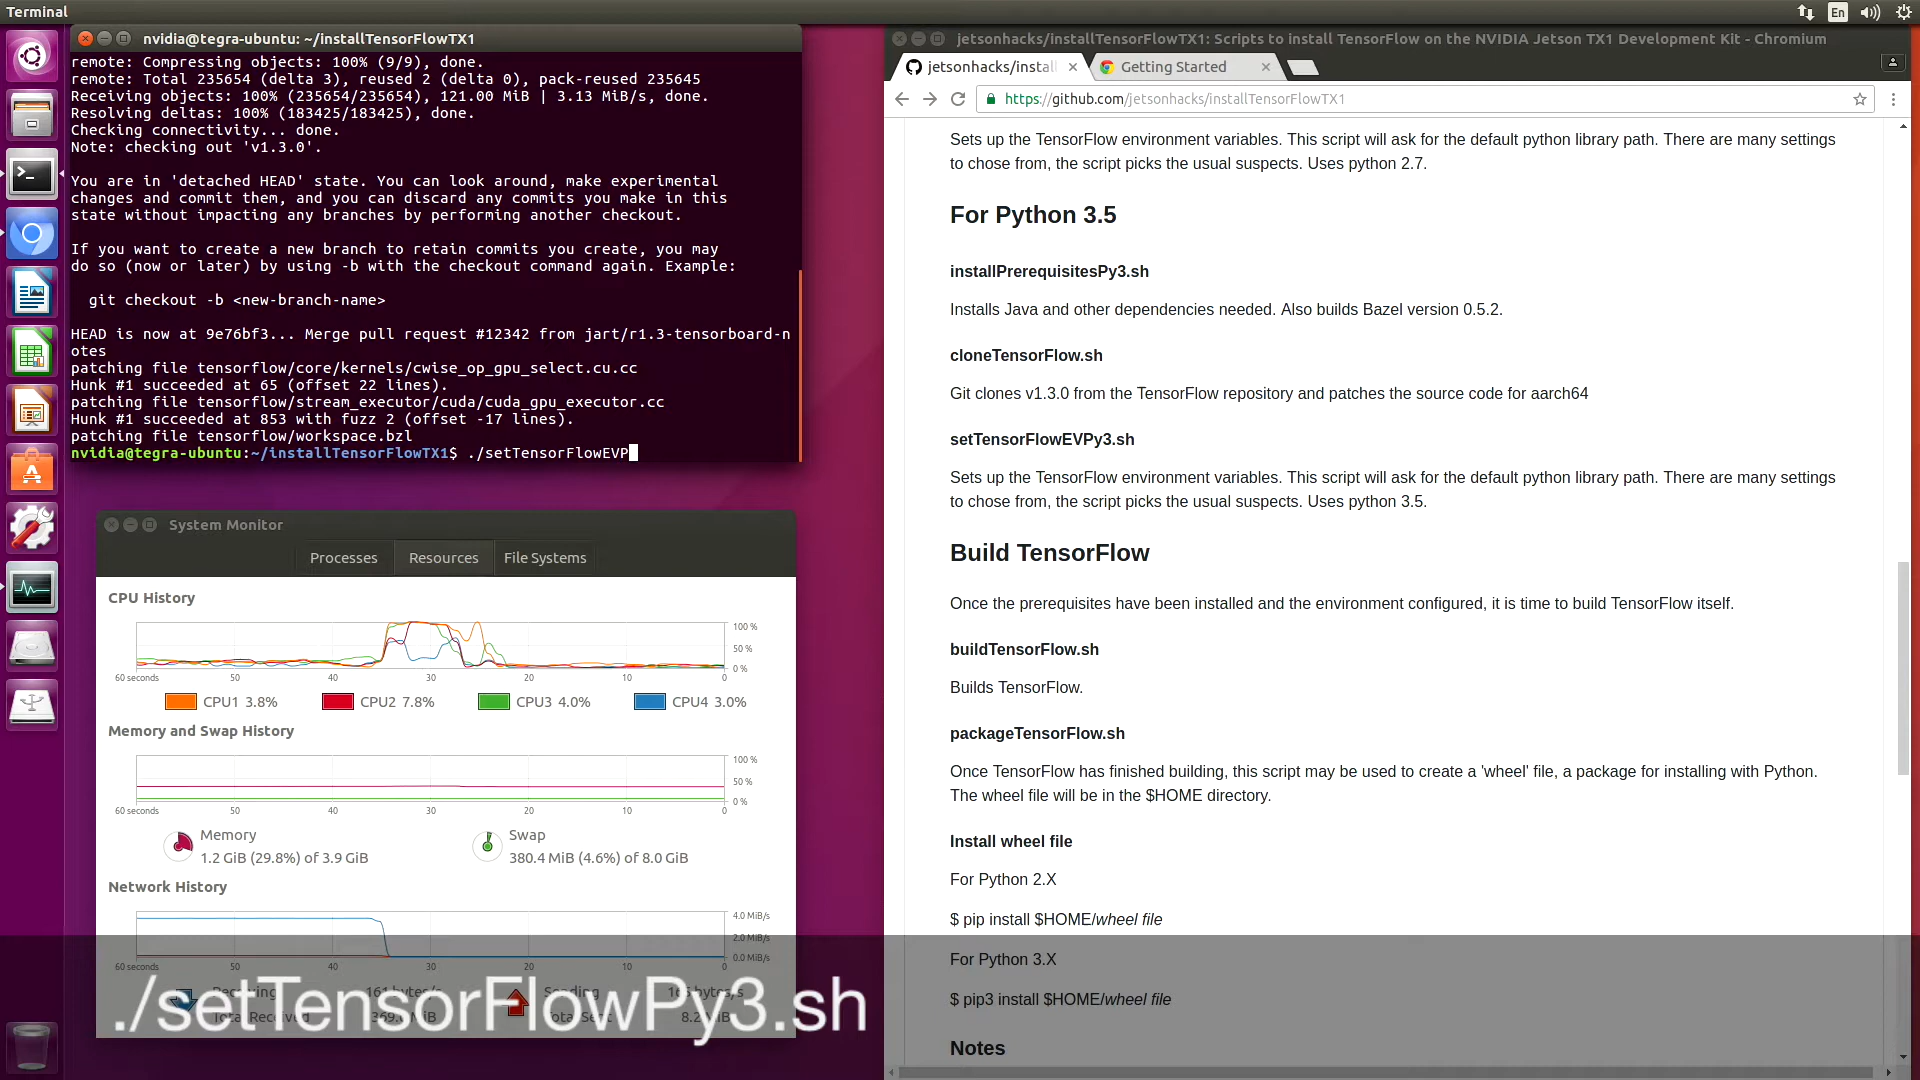 Terminal
En
nvidia@tegra-ubuntu: ~/installTensorFlowTX1
remote: Compressing objects: 100% (9/9), done.
remote: Total 235654 (delta 3), reused 2 (delta 0), pack-reused 235645
Receiving objects: 100% (235654/235654), 121.00 MiB | 3.13 MiB/s, done.
Resolving deltas: 100% (183425/183425), done.
Checking connectivity... done.
Note: checking out 'v1.3.0'.
You are in 'detached HEAD' state. You can look around, make experimental
changes and commit them, and you can discard any commits you make in this
state without impacting any branches by performing another checkout.
If you want to create a new branch to retain commits you create, you may
do so (now or later) by using -b with the checkout command again. Example:
git checkout -b <new-branch-name>
HEAD is now at 9e76bf3... Merge pull request #12342 from jart/r1.3-tensorboard-n
otes
patching file tensorflow/core/kernels/cwise_op_gpu_select.cu.cc
Hunk #1 succeeded at 65 (offset 22 lines).
patching file tensorflow/stream_executor/cuda/cuda_gpu_executor.cc
Hunk #1 succeeded at 853 with fuzz 2 (offset -17 lines).
patching file tensorflow/workspace.bzl
nvidia@tegra-ubuntu:~/installTensorFlowTX1$ ./setTensorFlowEVP
System Monitor
Processes Resources File Systems
CPU History
100 %
50 %
0 %
60 seconds 50 40 30 20 10 0
CPU1 3.8% CPU2 7.8% CPU3 4.0% CPU4 3.0%
Memory and Swap History
100 %
50 %
0 %
60 seconds 50 40 30 20 10 0
Memory
1.2 GiB (29.8%) of 3.9 GiB
Swap
380.4 MiB (4.6%) of 8.0 GiB
Network History
4.0 MiB/s
2.0 MiB/s
0.0 MiB/s
60 seconds 50 40 30 20 10 0
Receiving
Total Received
Sending
Total Sent
./setTensorFlowPy3.sh
jetsonhacks/installTensorFlowTX1: Scripts to install TensorFlow on the NVIDIA Jetson TX1 Development Kit - Chromium
jetsonhacks/install Getting Started
https://github.com/jetsonhacks/installTensorFlowTX1
Sets up the TensorFlow environment variables. This script will ask for the default python library path. There are many settings
to chose from, the script picks the usual suspects. Uses python 2.7.
For Python 3.5
installPrerequisitesPy3.sh
Installs Java and other dependencies needed. Also builds Bazel version 0.5.2.
cloneTensorFlow.sh
Git clones v1.3.0 from the TensorFlow repository and patches the source code for aarch64
setTensorFlowEVPy3.sh
Sets up the TensorFlow environment variables. This script will ask for the default python library path. There are many settings
to chose from, the script picks the usual suspects. Uses python 3.5.
Build TensorFlow
Once the prerequisites have been installed and the environment configured, it is time to build TensorFlow itself.
buildTensorFlow.sh
Builds TensorFlow.
packageTensorFlow.sh
Once TensorFlow has finished building, this script may be used to create a 'wheel' file, a package for installing with Python.
The wheel file will be in the $HOME directory.
Install wheel file
For Python 2.X
$ pip install $HOME/wheel file
For Python 3.X
$ pip3 install $HOME/wheel file
Notes